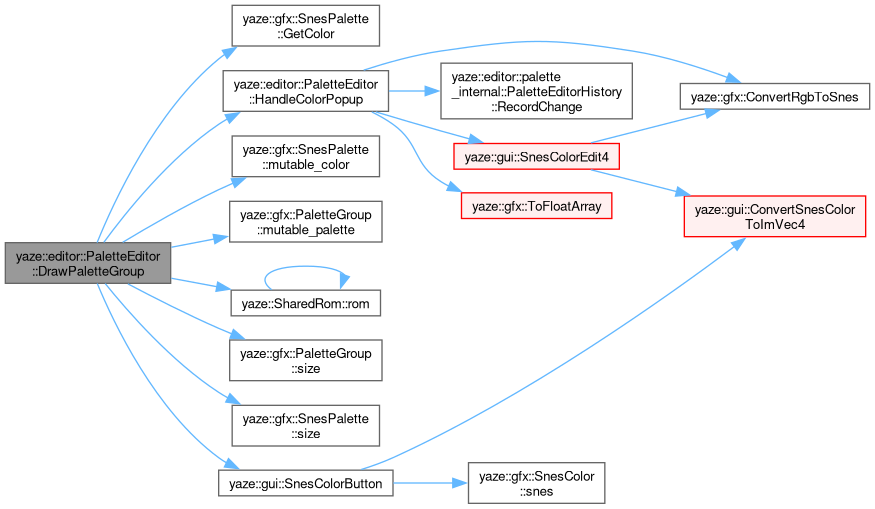 yaze::gfx::SnesPalette
::GetColor
yaze::editor::PaletteEditor
::HandleColorPopup
yaze::editor::palette
_internal::PaletteEditorHistory
::RecordChange
yaze::gfx::ConvertRgbToSnes
yaze::gfx::SnesPalette
::mutable_color
yaze::gui::SnesColorEdit4
yaze::gfx::ToFloatArray
yaze::gui::ConvertSnesColor
ToImVec4
yaze::gfx::PaletteGroup
::mutable_palette
yaze::editor::PaletteEditor
::DrawPaletteGroup
yaze::SharedRom::rom
yaze::gfx::PaletteGroup
::size
yaze::gfx::SnesPalette
::size
yaze::gui::SnesColorButton
yaze::gfx::SnesColor
::snes